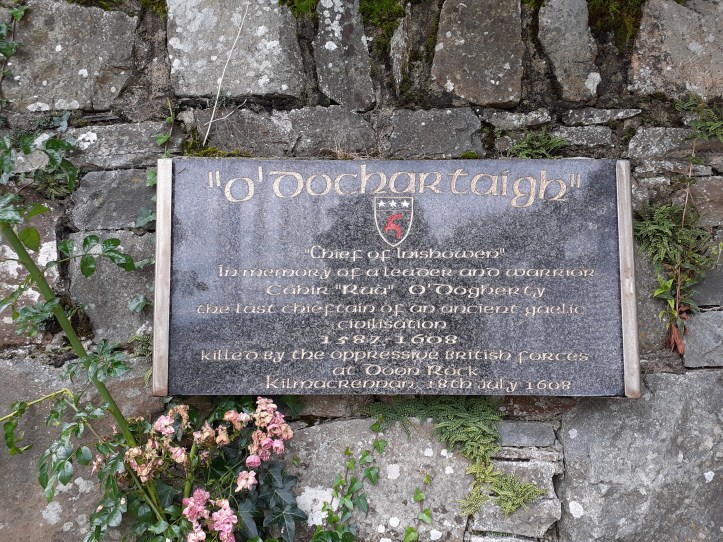 "O'Dochartaigh"
"Chief of Inishowen"
In memory of a leader and warrior
Cahir "Rua" O'Dogherty
the last chieftain of an ancient gaelic
civilisation
1587-1608
killed by the oppressive British forces
at Doon Rock
Kilmacrennan, 18th July 1608